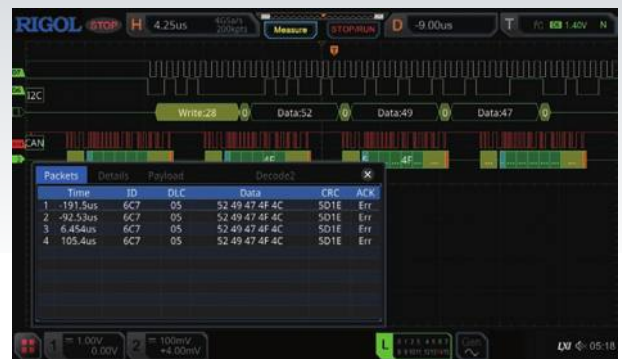 RIGOL STOP H 4.25us 4GSa/s 200kpts Measure STOP/RUN D -9.00us T 1.40V N
I2C
Write:28 0 Data:52 0 Data:49 0 Data:47 0
CAN
4F 4F
Packets Details Payload Decode2
Time ID DLC Data CRC ACK
1 -191.5us 6C7 05 52 49 47 4F 4C 5D1E Err
2 -92.53us 6C7 05 52 49 47 4F 4C 5D1E Err
3 6.454us 6C7 05 52 49 47 4F 4C 5D1E Err
4 105.4us 6C7 05 52 49 47 4F 4C 5D1E Err
1 1.00V 0.00V 2 100mV +4.00mV L LXI 05:18